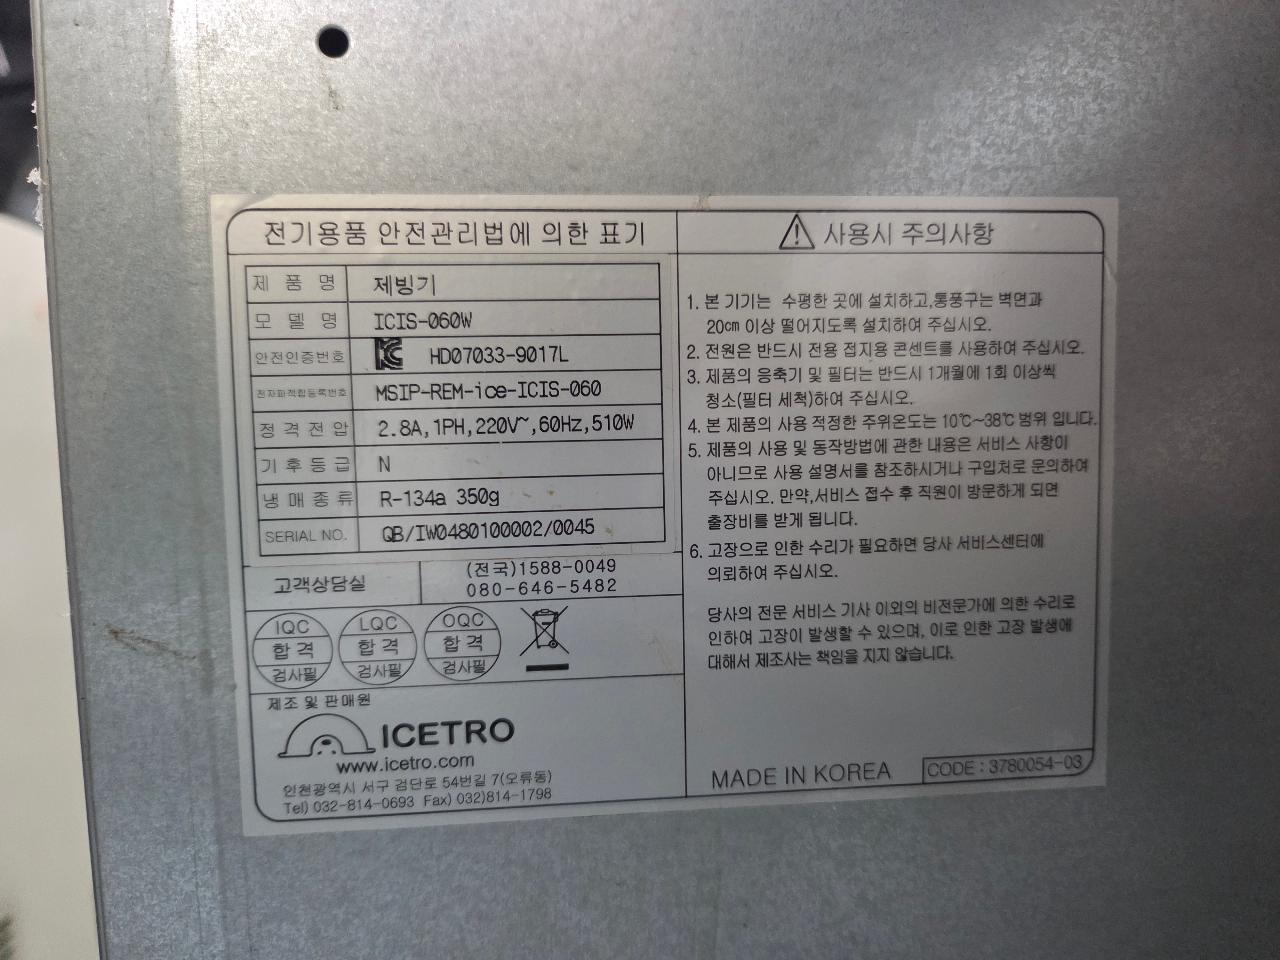 전기용품 안전관리법에 의한 표기
제 품 명 제빙기
모 델 명 ICIS-060W
안전인증번호 HD07033-9017L
전자파적합등록번호 MSIP-REM-ice-ICIS-060
정 격 전 압 2.8A,1PH,220V~,60Hz,510W
기 후 등 급 N
냉 매 종 류 R-134a 350g
SERIAL NO. QB/IW0480100002/0045
고객상담실 (전국)1588-0049
080-646-5482
IQC 합격 검사필
LQC 합격 검사필
OQC 합격 검사필
제조 및 판매원
ICETRO
www.icetro.com
인천광역시 서구 검단로 54번길 7(오류동)
Tel) 032-814-0693 Fax) 032)814-1798
사용시 주의사항
1. 본 기기는 수평한 곳에 설치하고,통풍구는 벽면과
20cm 이상 떨어지도록 설치하여 주십시오.
2. 전원은 반드시 전용 접지용 콘센트를 사용하여 주십시오.
3. 제품의 응축기 및 필터는 반드시 1개월에 1회 이상씩
청소(필터 세척)하여 주십시오.
4. 본 제품의 사용 적정한 주위온도는 10℃~38℃ 범위 입니다.
5. 제품의 사용 및 동작방법에 관한 내용은 서비스 사항이
아니므로 사용 설명서를 참조하시거나 구입처로 문의하여
주십시오. 만약,서비스 접수 후 직원이 방문하게 되면
출장비를 받게 됩니다.
6. 고장으로 인한 수리가 필요하면 당사 서비스센터에
의뢰하여 주십시오.
당사의 전문 서비스 기사 이외의 비전문가에 의한 수리로
인하여 고장이 발생할 수 있으며, 이로 인한 고장 발생에
대해서 제조사는 책임을 지지 않습니다.
MADE IN KOREA
CODE : 3780054-03